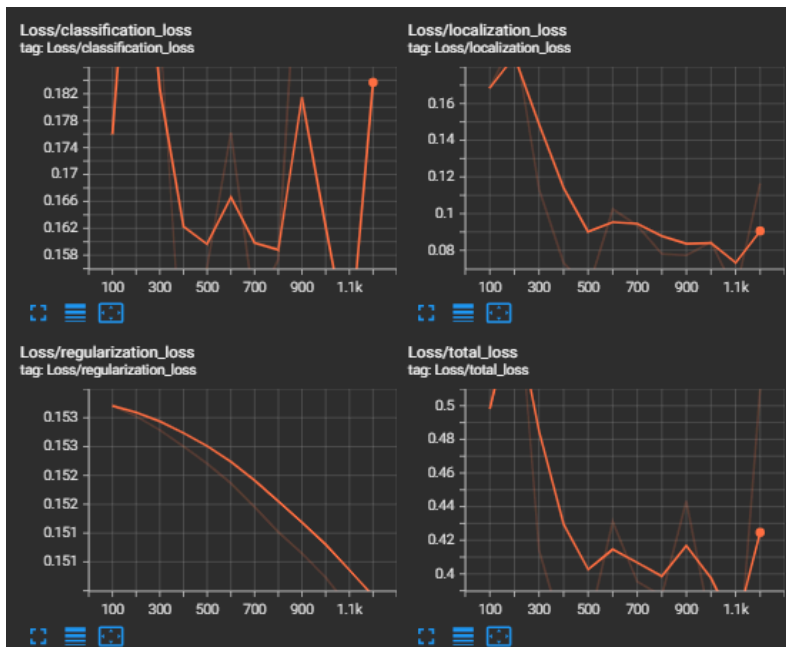 Loss/classification_loss
tag: Loss/classification_loss
0.182
0.178
0.174
0.17
0.166
0.162
0.158
100 300 500 700 900 1.1k
Loss/localization_loss
tag: Loss/localization_loss
0.16
0.14
0.12
0.1
0.08
100 300 500 700 900 1.1k
Loss/regularization_loss
tag: Loss/regularization_loss
0.153
0.153
0.152
0.152
0.151
0.151
100 300 500 700 900 1.1k
Loss/total_loss
tag: Loss/total_loss
0.5
0.48
0.46
0.44
0.42
0.4
100 300 500 700 900 1.1k